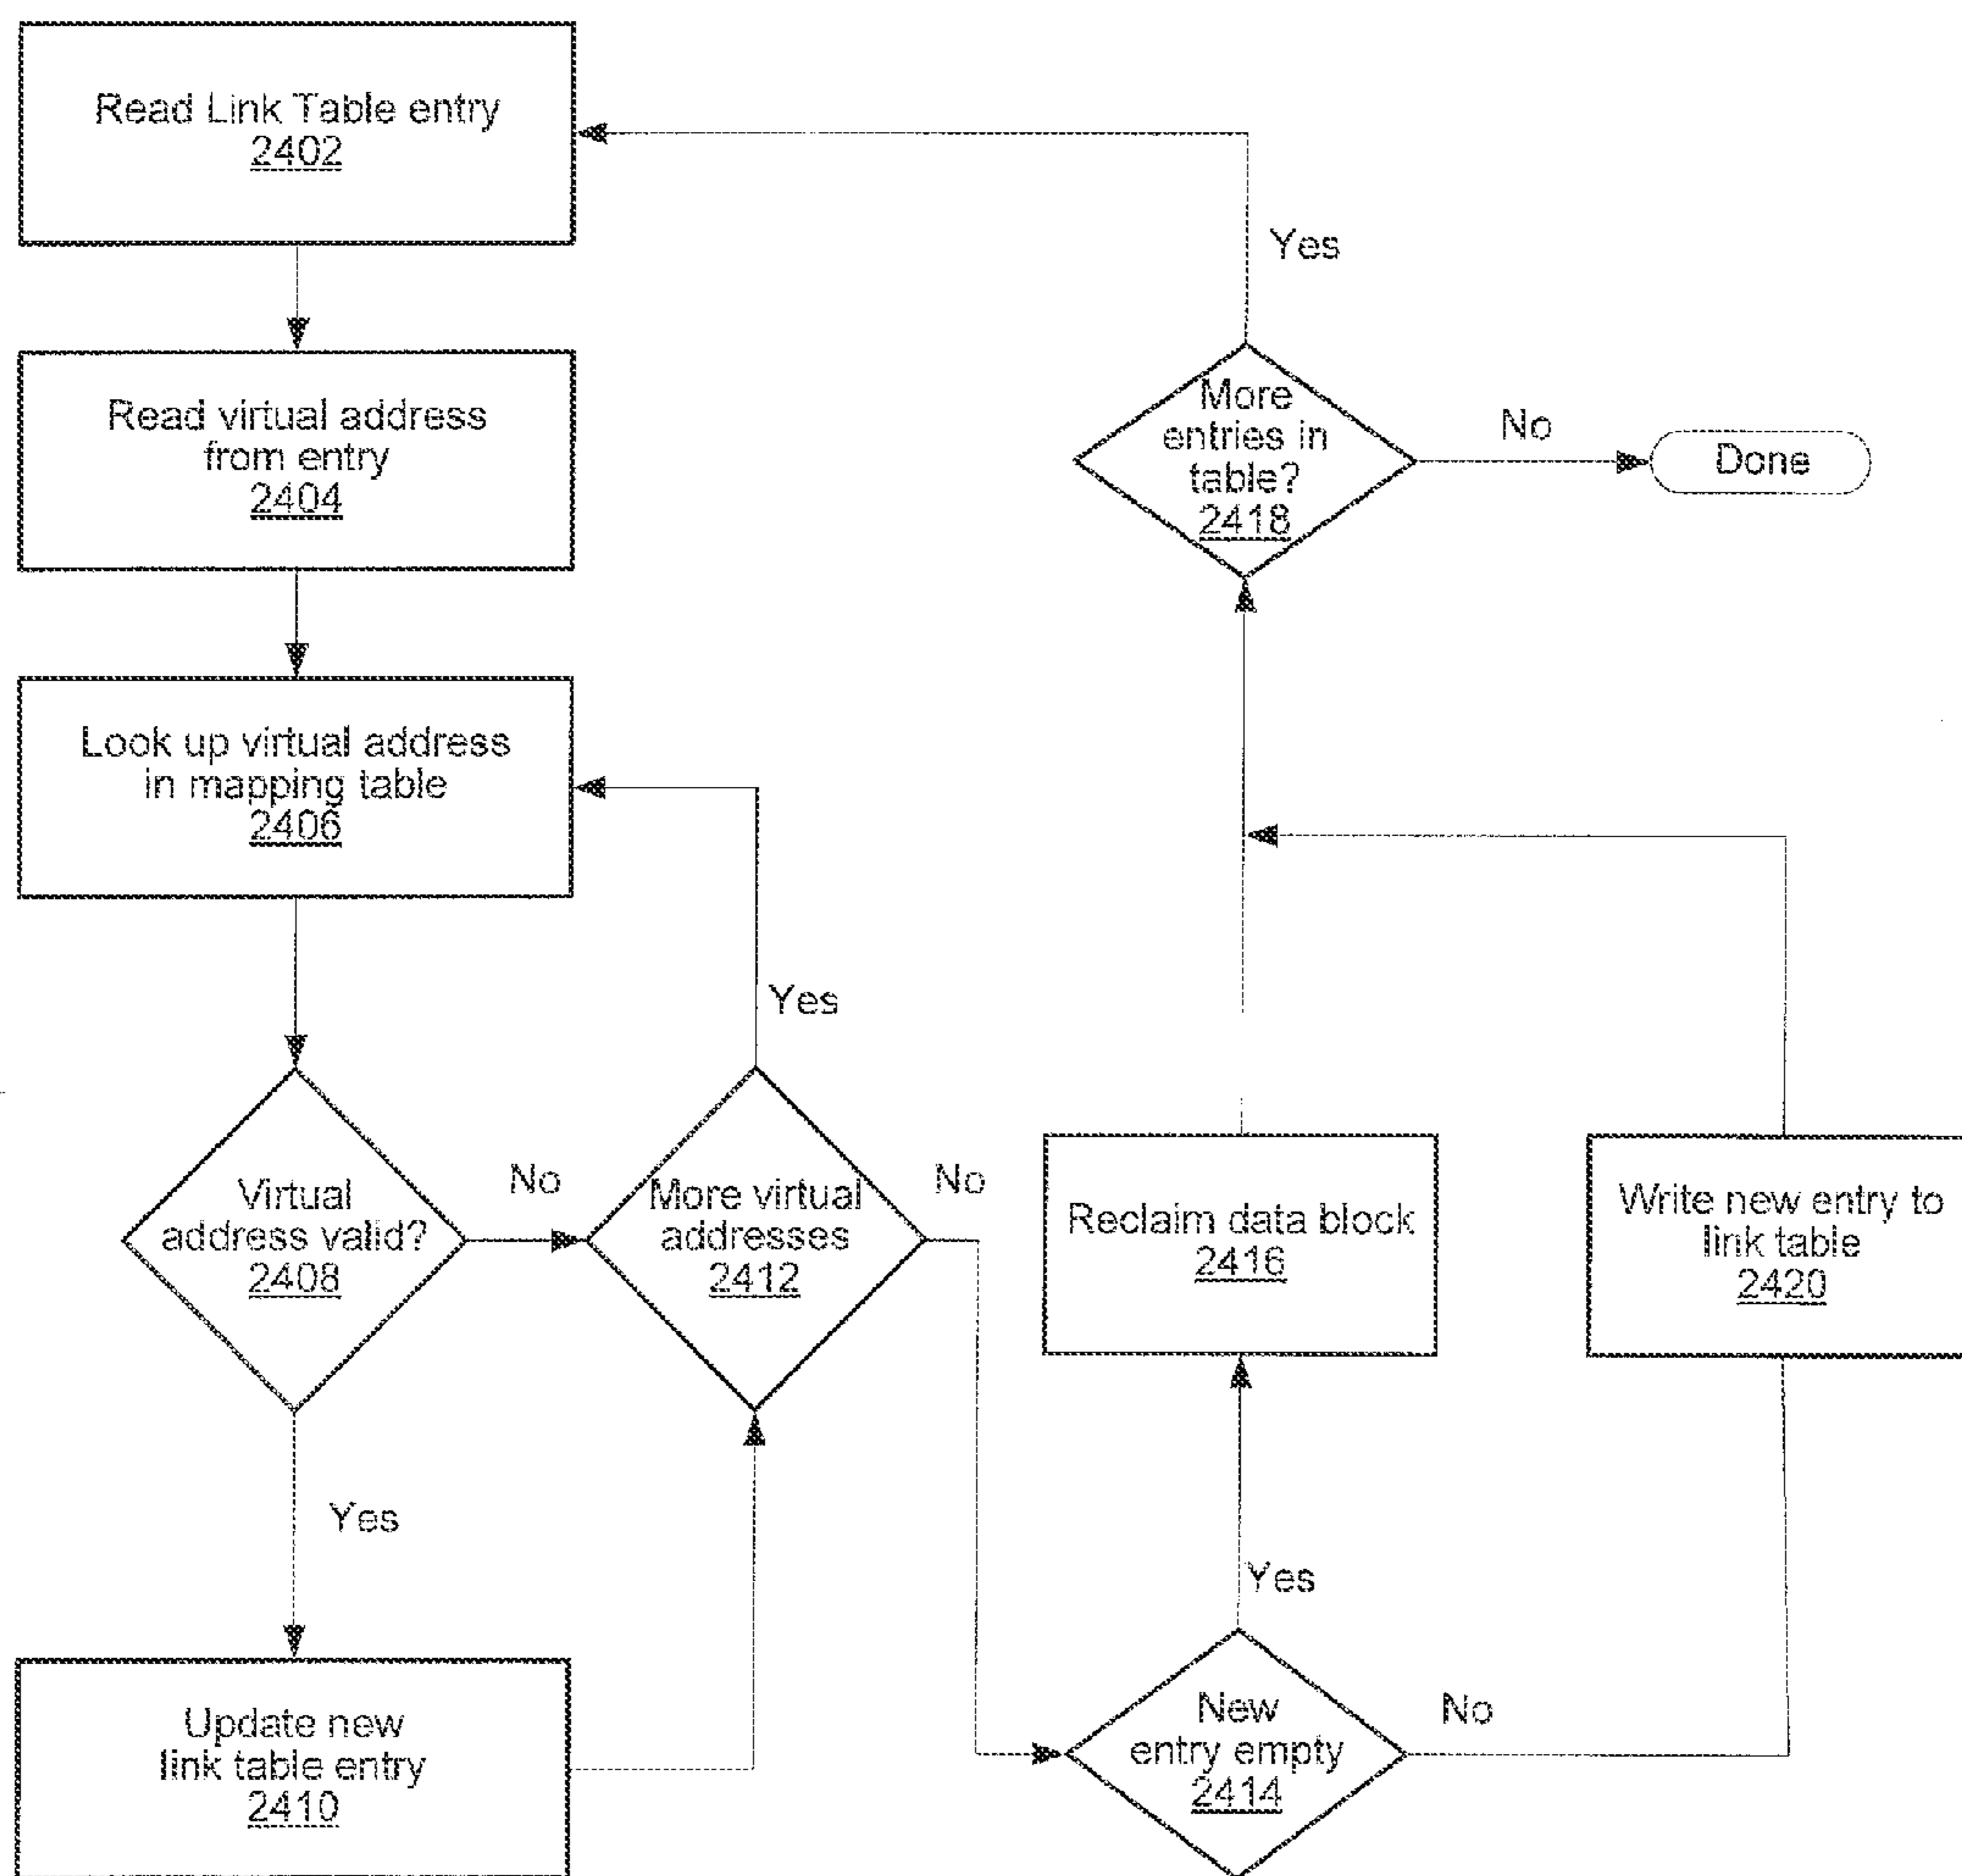 Read Link Table entry
2402
Read virtual address
from entry
2404
Look up virtual address
in mapping table
2406
Virtual
address valid?
2408
No
Yes
Update new
link table entry
2410
More virtual
addresses
2412
Yes
No
New
entry empty
2414
Yes
No
Reclaim data block
2416
Write new entry to
link table
2420
More
entries in
table?
2418
Yes
No
Done